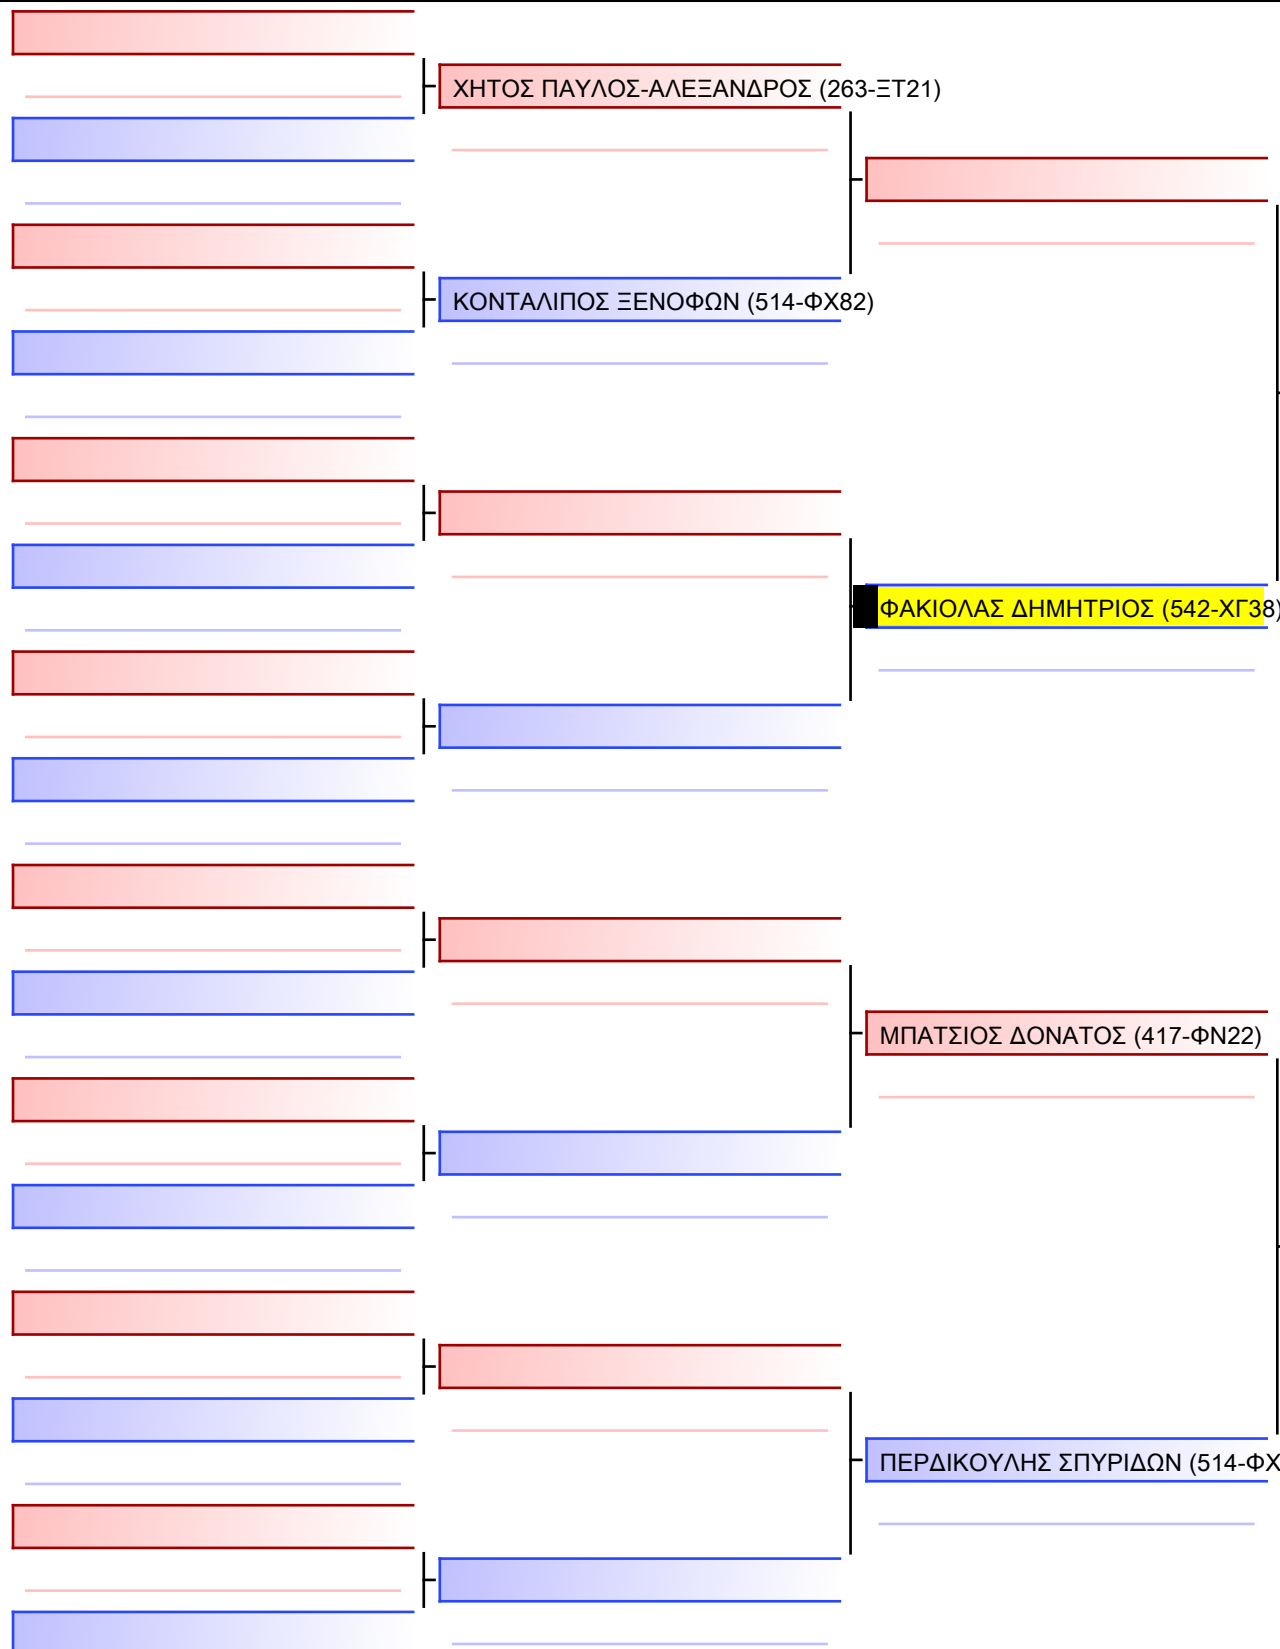 ΧΗΤΟΣ ΠΑΥΛΟΣ-ΑΛΕΞΑΝΔΡΟΣ (263-ΞΤ21)
ΚΟΝΤΑΛΙΠΟΣ ΞΕΝΟΦΩΝ (514-ΦΧ82)
ΦΑΚΙΟΛΑΣ ΔΗΜΗΤΡΙΟΣ (542-ΧΓ38)
ΜΠΑΤΣΙΟΣ ΔΟΝΑΤΟΣ (417-ΦΝ22)
ΠΕΡΔΙΚΟΥΛΗΣ ΣΠΥΡΙΔΩΝ (514-ΦΧ